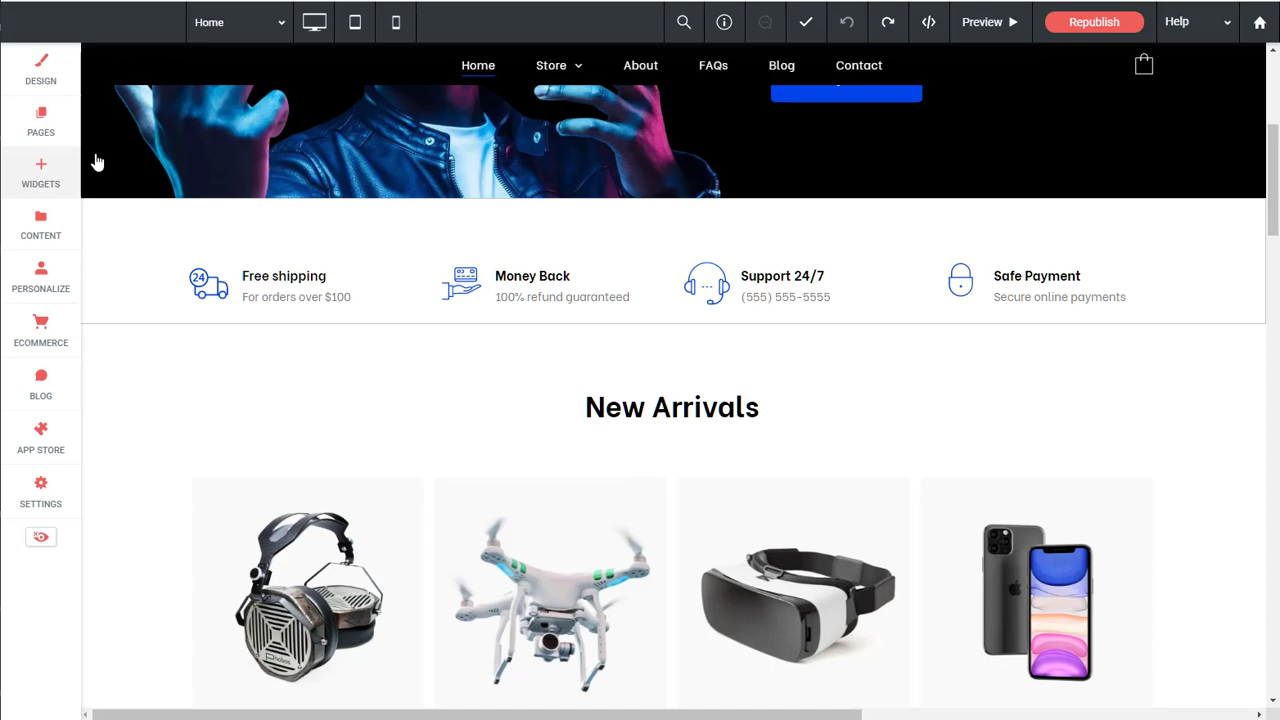 Home
Preview
Republish
Help
DESIGN
PAGES
WIDGETS
CONTENT
PERSONALIZE
ECOMMERCE
BLOG
APP STORE
SETTINGS
Home Store About FAQs Blog Contact
24
Free shipping
For orders over $100
Money Back
100% refund guaranteed
Support 24/7
(555) 555-5555
Safe Payment
Secure online payments
New Arrivals
Phobos